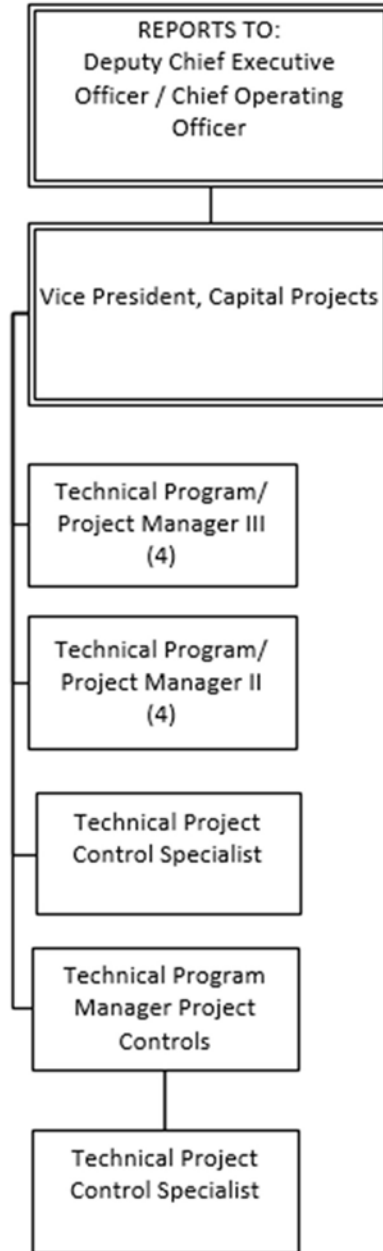 REPORTS TO:
Deputy Chief Executive
Officer / Chief Operating
Officer
Vice President, Capital Projects
Technical Program/
Project Manager III
(4)
Technical Program/
Project Manager II
(4)
Technical Project
Control Specialist
Technical Program
Manager Project
Controls
Technical Project
Control Specialist